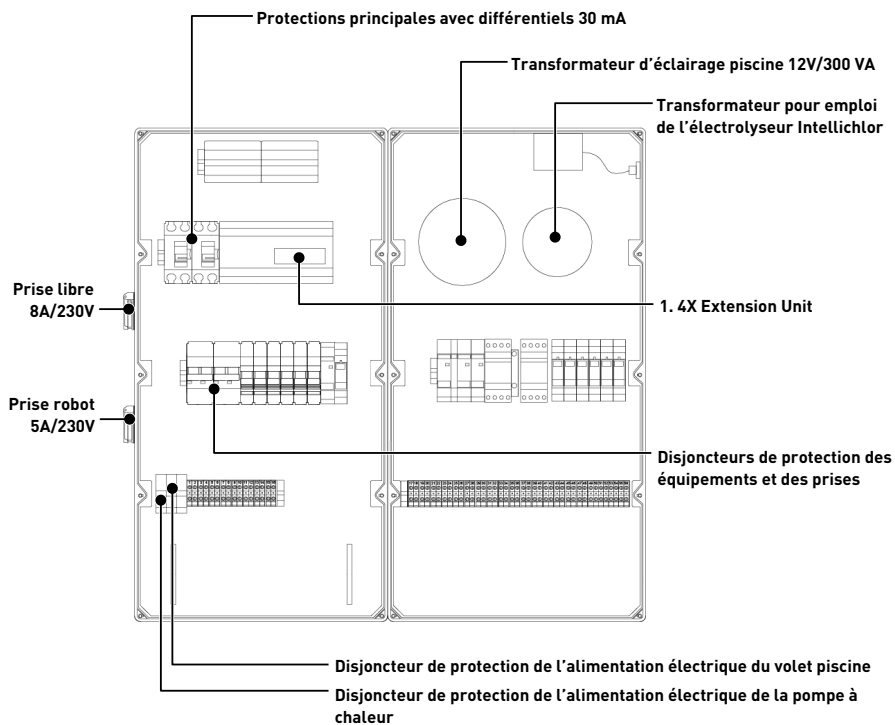 Protections principales avec différentiels 30 mA
Transformateur d'éclairage piscine 12V/300 VA
Transformateur pour emploi
de l'électrolyseur Intellichlor
Prise libre
8A/230V
1. 4X Extension Unit
Prise robot
5A/230V
Disjoncteurs de protection des
équipements et des prises
Disjoncteur de protection de l'alimentation électrique du volet piscine
Disjoncteur de protection de l'alimentation électrique de la pompe à
chaleur